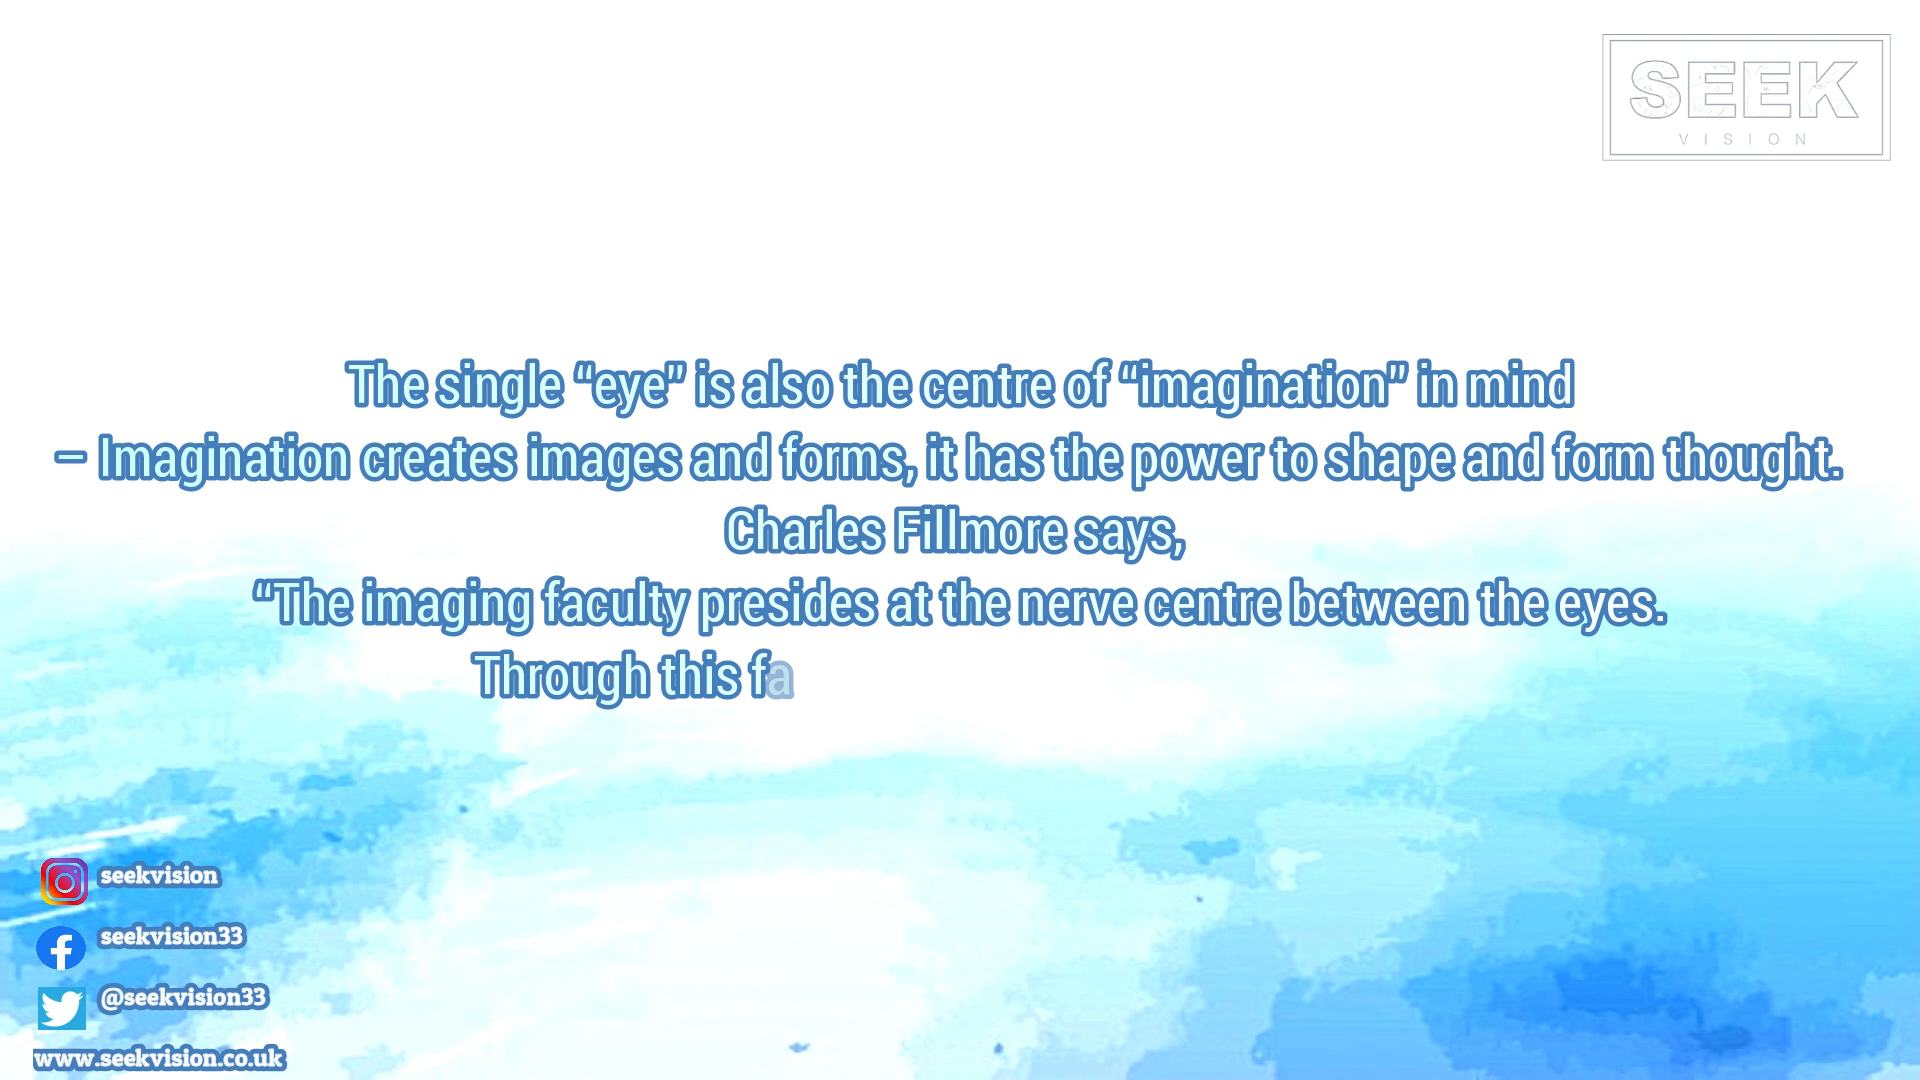 SEEK
VISION
The single “eye” is also the centre of “imagination” in mind
– Imagination creates images and forms, it has the power to shape and form thought.
Charles Fillmore says,
“The imaging faculty presides at the nerve centre between the eyes.
Through this fa
seekvision
seekvision33
@seekvision33
www.seekvision.co.uk